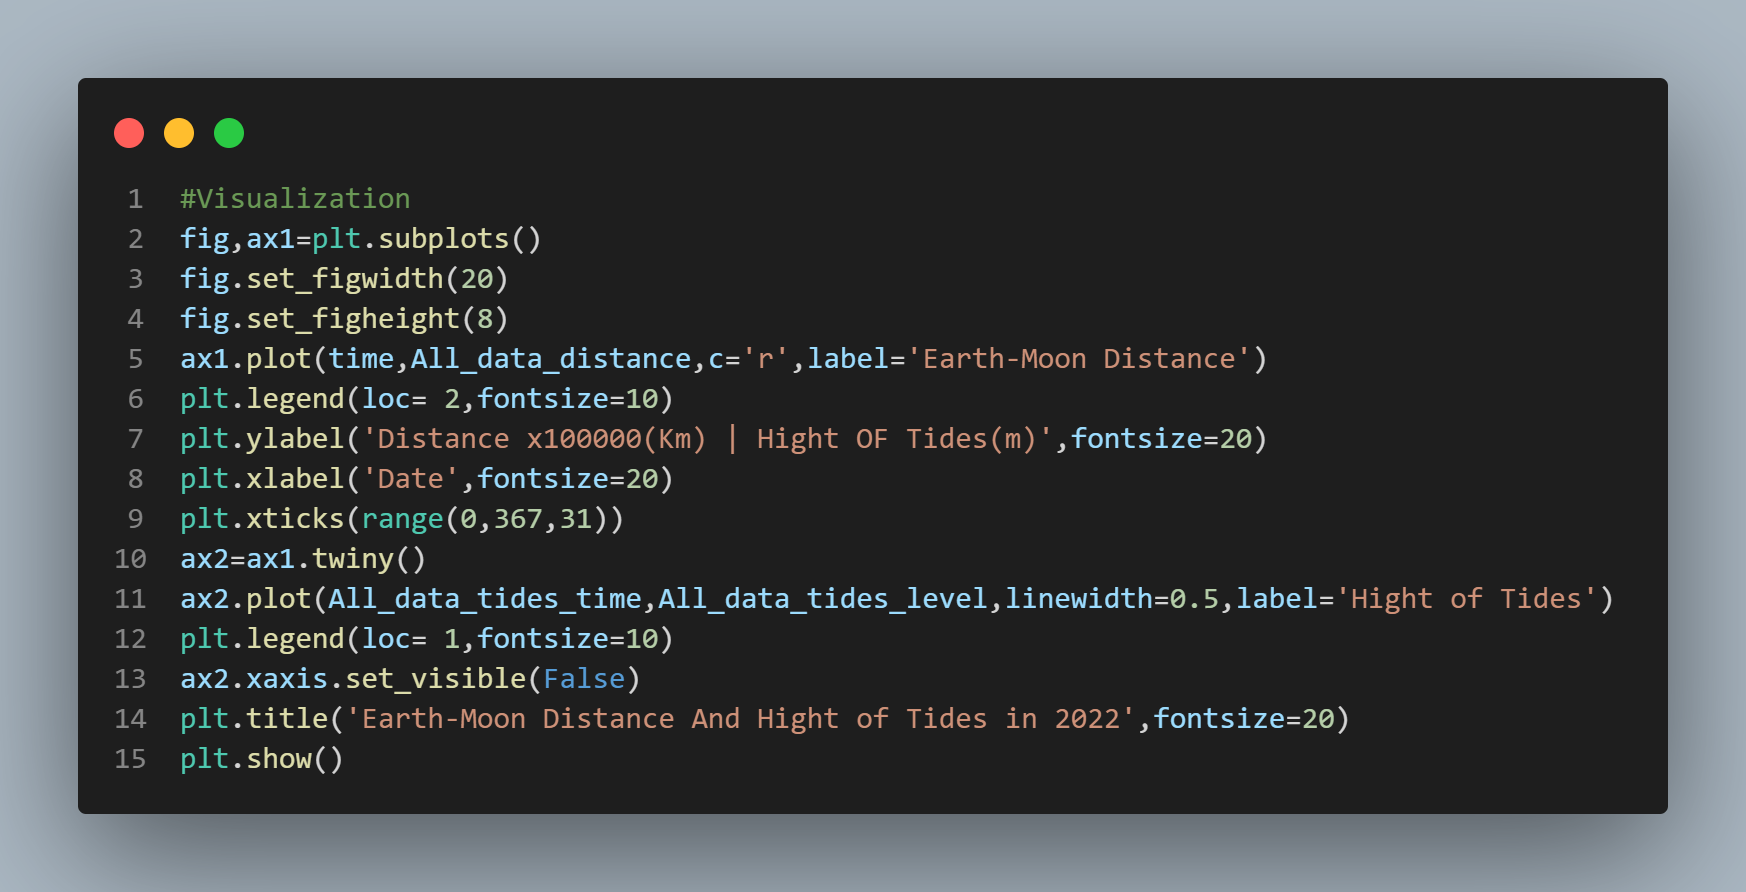 1 #Visualization
2 fig,ax1=plt.subplots()
3 fig.set_figwidth(20)
4 fig.set_figheight(8)
5 ax1.plot(time,All_data_distance,c='r',label='Earth-Moon Distance')
6 plt.legend(loc= 2,fontsize=10)
7 plt.ylabel('Distance x100000(Km) | Hight OF Tides(m)',fontsize=20)
8 plt.xlabel('Date',fontsize=20)
9 plt.xticks(range(0,367,31))
10 ax2=ax1.twiny()
11 ax2.plot(All_data_tides_time,All_data_tides_level,linewidth=0.5,label='Hight of Tides')
12 plt.legend(loc= 1,fontsize=10)
13 ax2.xaxis.set_visible(False)
14 plt.title('Earth-Moon Distance And Hight of Tides in 2022',fontsize=20)
15 plt.show()